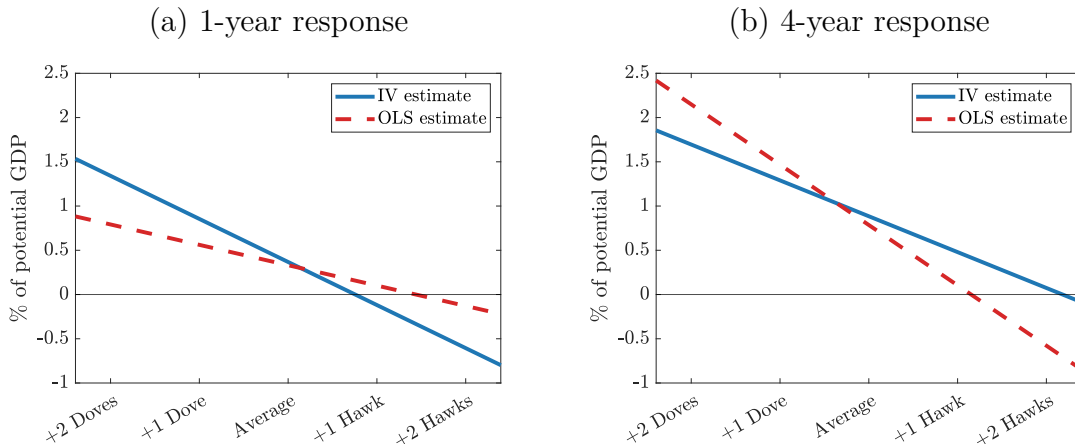 (a) 1-year response
% of potential GDP
2.5
2
1.5
1
0.5
0
-0.5
-1
IV estimate
OLS estimate
+2 Doves
+1 Dove
Average
+1 Hawk
+2 Hawks
(b) 4-year response
% of potential GDP
2.5
2
1.5
1
0.5
0
-0.5
-1
IV estimate
OLS estimate
+2 Doves
+1 Dove
Average
+1 Hawk
+2 Hawks